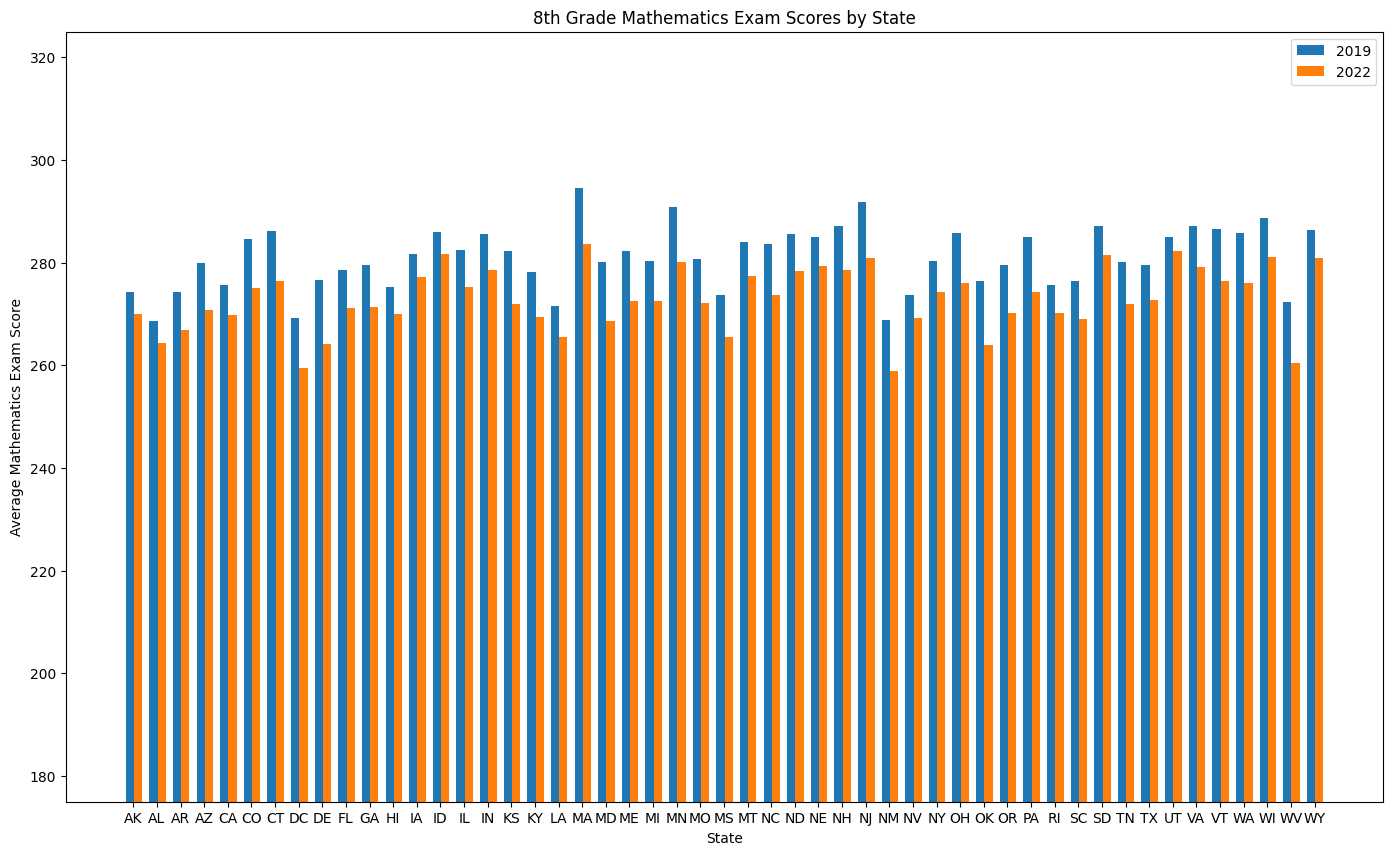 8th Grade Mathematics Exam Scores by State
2019
2022
Average Mathematics Exam Score
320
300
280
260
240
220
200
180
AK AL AR AZ CA CO CT DC DE FL GA HI IA ID IL IN KS KY LA MA MD ME MI MN MO MS MT NC ND NE NH NJ NM NV NY OH OK OR PA RI SC SD TN TX UT VA VT WA WI WV WY
State